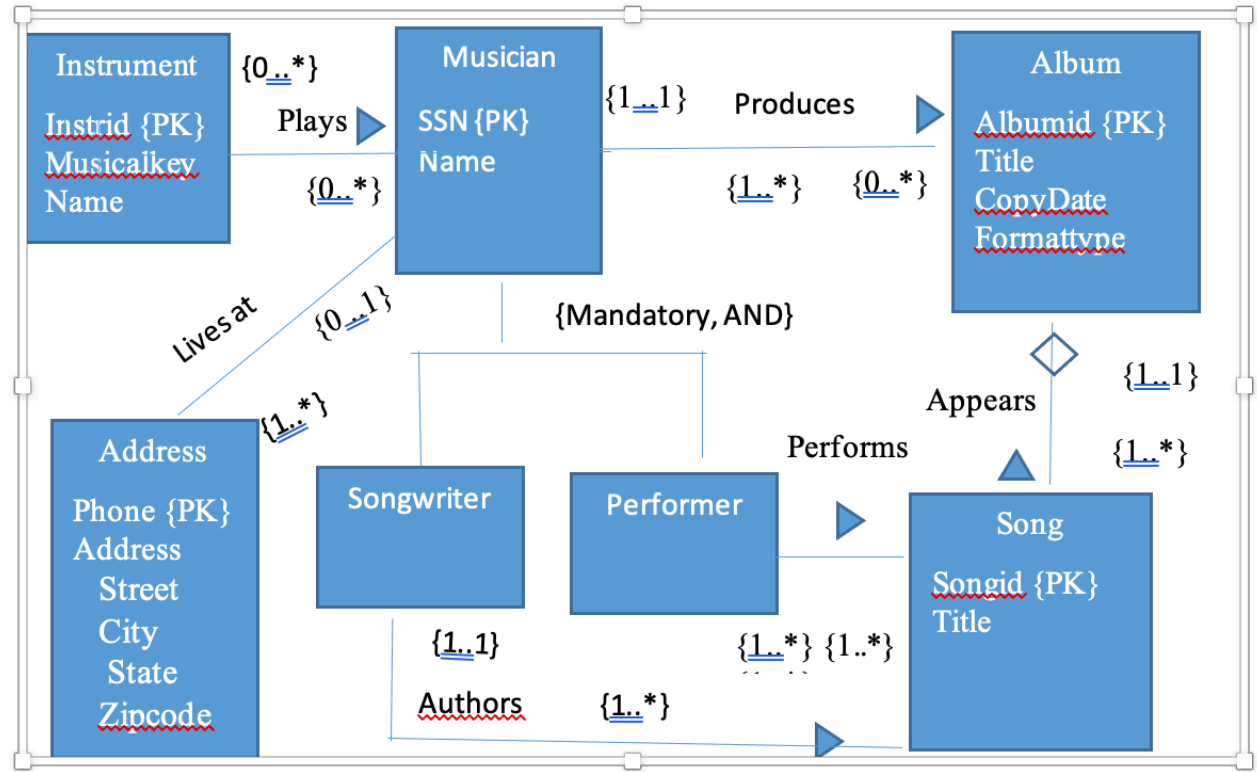 Instrument
Instrid {PK}
Musicalkey
Name
{0..*}
Plays
{0..*}
Musician
SSN {PK}
Name
{1..1}
Produces
{1..*}
{0..*}
Album
Albumid {PK}
Title
CopyDate
Formattype
Lives at
{0..1}
{1..*}
{Mandatory, AND}
Appears
{1..1}
{1..*}
Address
Phone {PK}
Address
Street
City
State
Zipcode
Songwriter
Performer
Performs
Song
Songid {PK}
Title
{1..1}
{1..*} {1..*}
Authors
{1..*}